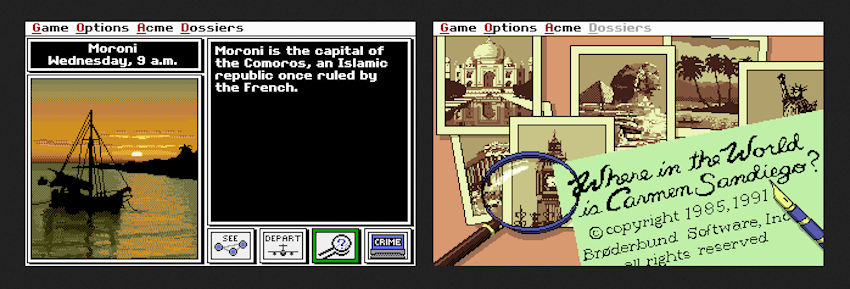 Game Options Acme Dossiers
Moroni
Wednesday, 9 a.m.
Moroni is the capital of
the Comoros, an Islamic
republic once ruled by
the French.
SEE
DEPART
?
CRIME
Game Options Acme Dossiers
Where in the World
is Carmen Sandiego?
© copyright 1985, 1991
Brøderbund Software, Inc
all rights reserved